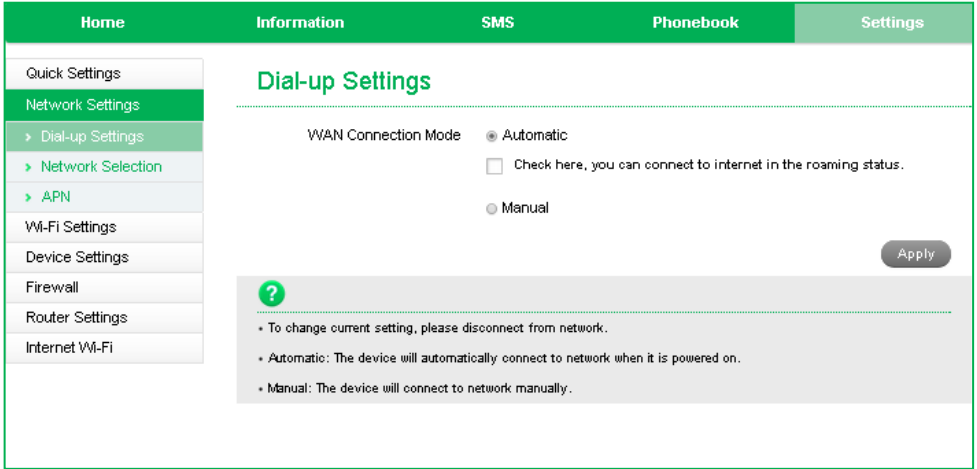 Home Information SMS Phonebook Settings
Quick Settings
Network Settings
› Dial-up Settings
› Network Selection
› APN
Wi-Fi Settings
Device Settings
Firewall
Router Settings
Internet Wi-Fi
Dial-up Settings
WAN Connection Mode Automatic
Check here, you can connect to internet in the roaming status.
Manual
Apply
?
• To change current setting, please disconnect from network.
• Automatic: The device will automatically connect to network when it is powered on.
• Manual: The device will connect to network manually.